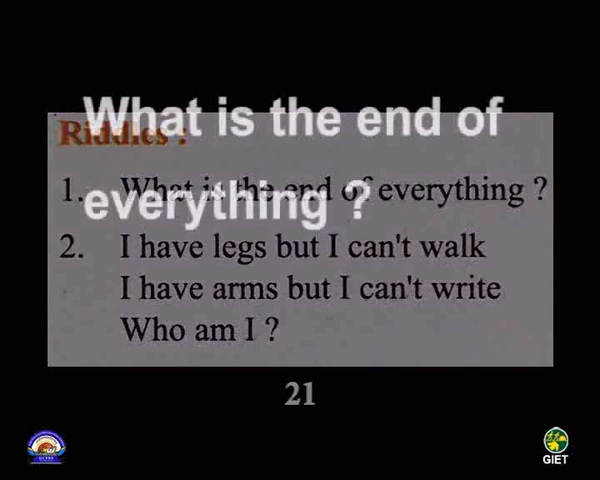 What is the end of
everything ?
Riddles :
1. What is the end of everything ?
2. I have legs but I can't walk
I have arms but I can't write
Who am I ?
21
GIET